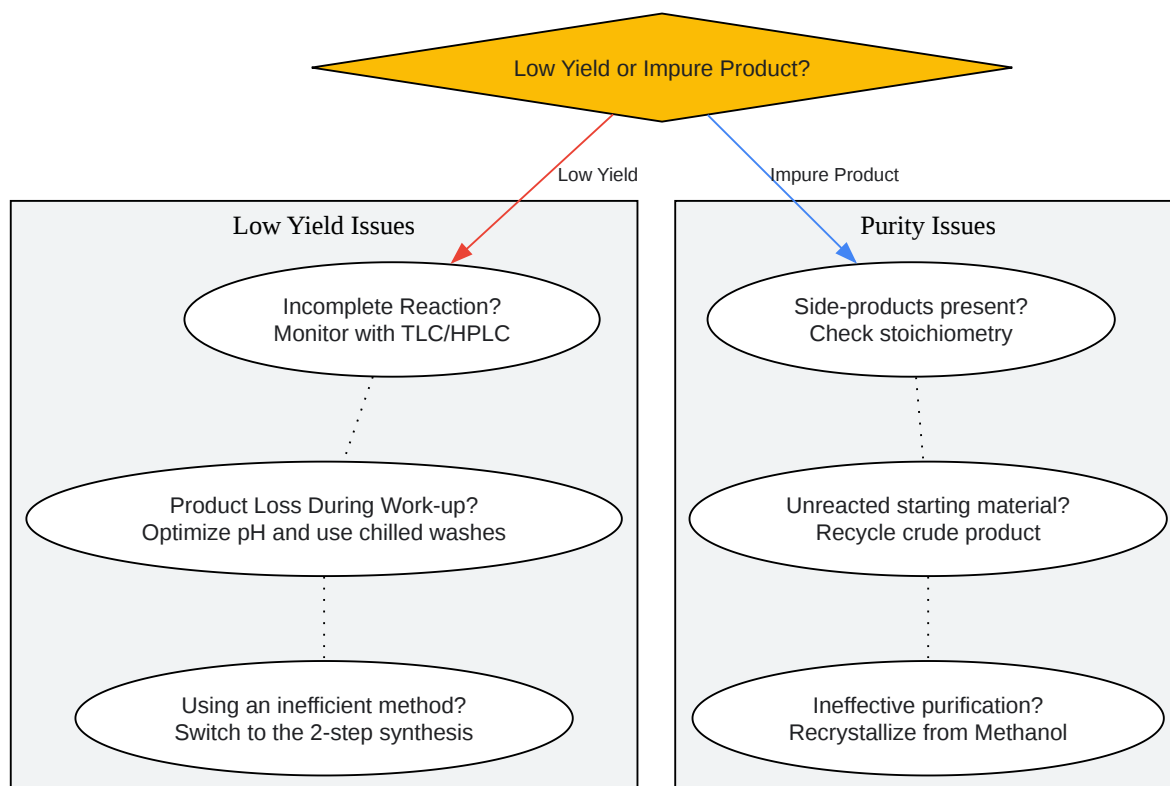 Low Yield or Impure Product?
Low Yield
Impure Product
Low Yield Issues
Incomplete Reaction?
Monitor with TLC/HPLC
Product Loss During Work-up?
Optimize pH and use chilled washes
Using an inefficient method?
Switch to the 2-step synthesis
Purity Issues
Side-products present?
Check stoichiometry
Unreacted starting material?
Recycle crude product
Ineffective purification?
Recrystallize from Methanol